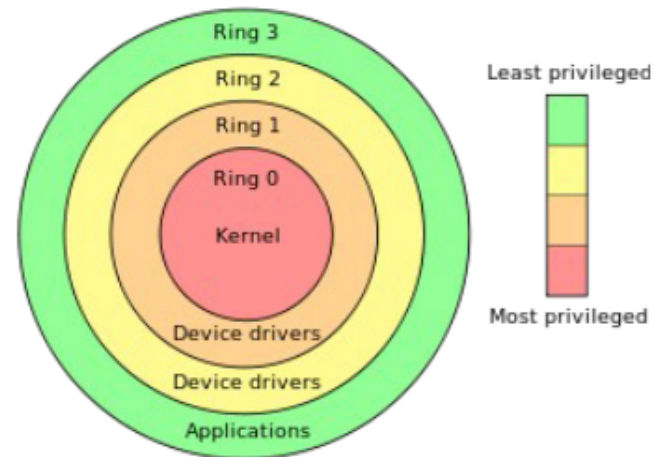 Ring 3
Ring 2
Ring 1
Ring 0
Kernel
Device drivers
Device drivers
Applications
Least privileged
Most privileged